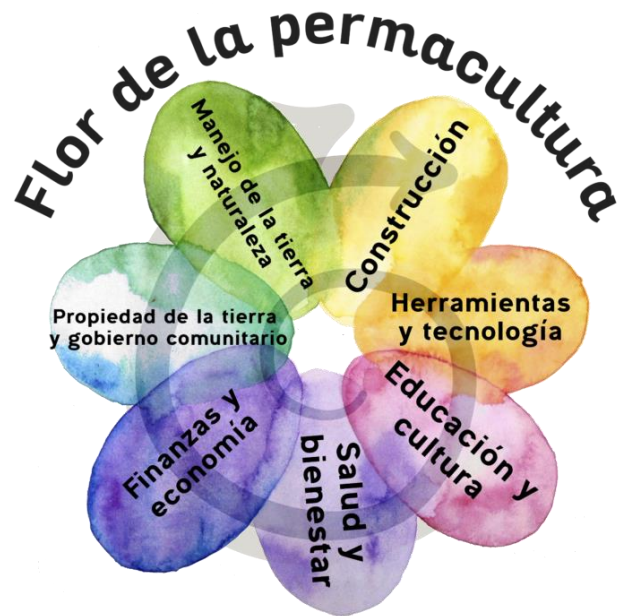 Flor de la permacultura
Manejo de la tierra
y naturaleza
Construcción
Herramientas
y tecnología
Educación y
cultura
Salud y
bienestar
Finanzas y
economía
Propiedad de la tierra
y gobierno comunitario